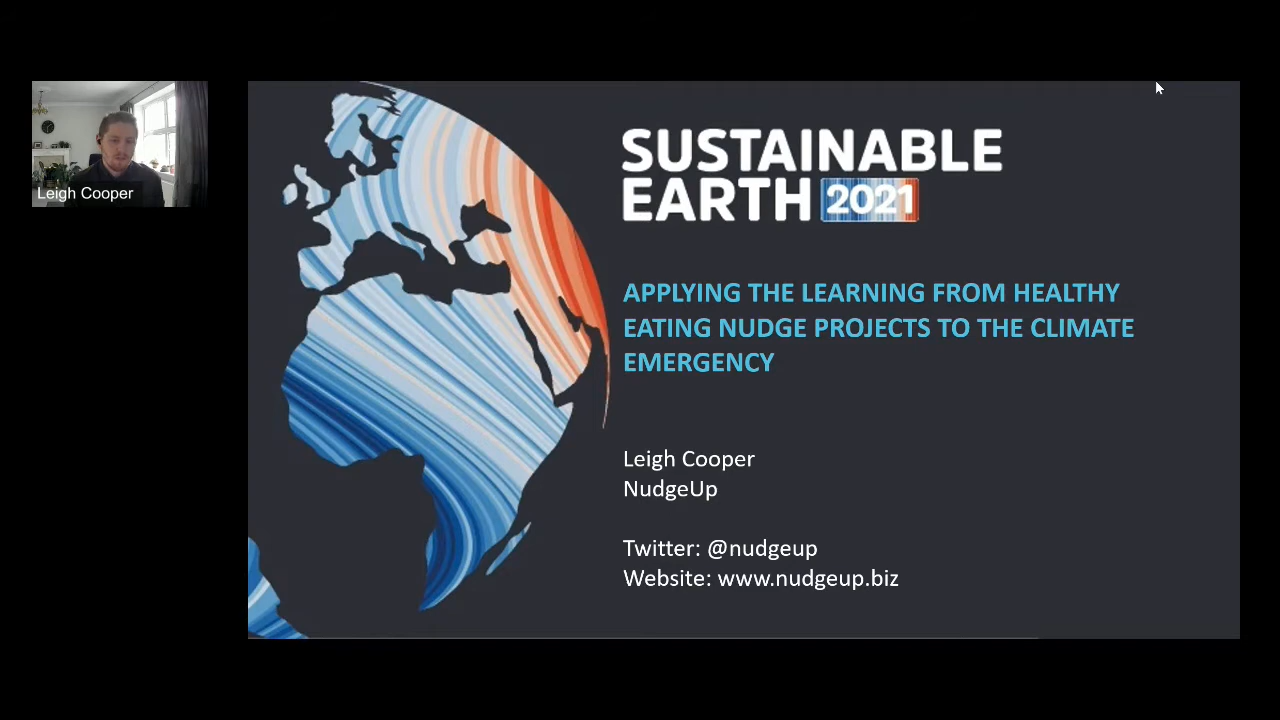 Leigh Cooper
SUSTAINABLE
EARTH 2021
APPLYING THE LEARNING FROM HEALTHY
EATING NUDGE PROJECTS TO THE CLIMATE
EMERGENCY
Leigh Cooper
NudgeUp
Twitter: @nudgeup
Website: www.nudgeup.biz